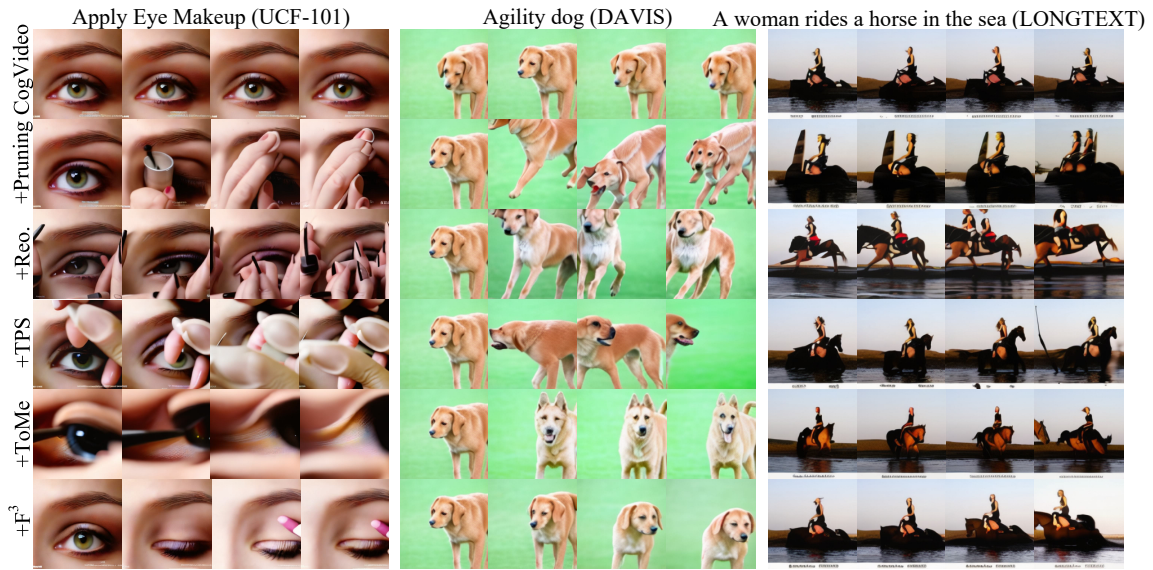 Apply Eye Makeup (UCF-101)
Agility dog (DAVIS)
A woman rides a horse in the sea (LONGTEXT)
CogVideo
+Pruning
+Reo.
+TPS
+ToMe
+F³